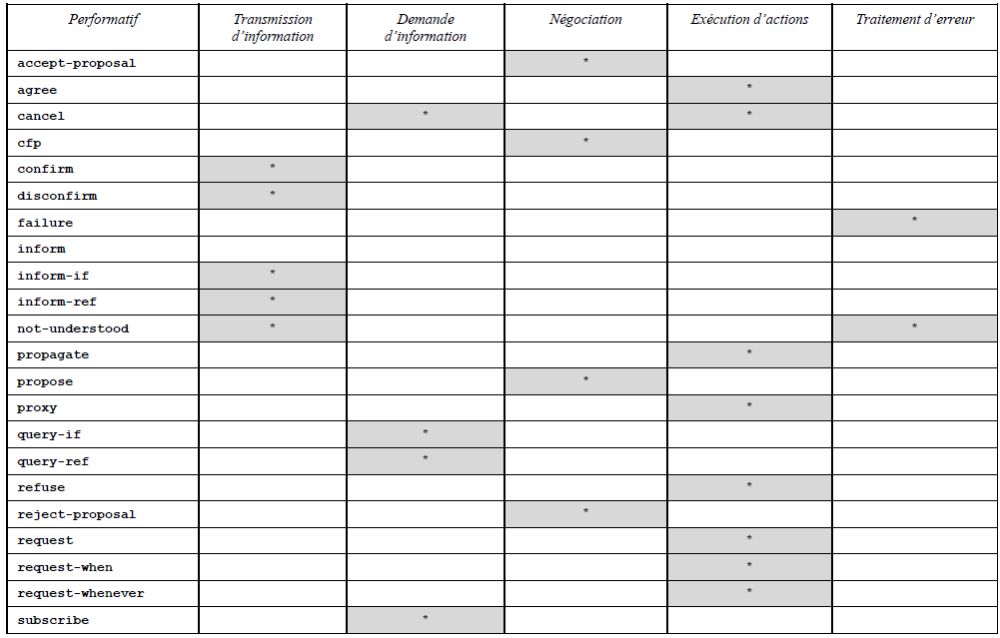 Performatif Transmission d'information Demande d'information Négociation Exécution d'actions Traitement d'erreur
accept-proposal *
agree *
cancel * *
cfp *
confirm *
disconfirm *
failure *
inform
inform-if *
inform-ref *
not-understood * *
propagate *
propose *
proxy *
query-if *
query-ref *
refuse *
reject-proposal *
request *
request-when *
request-whenever *
subscribe *